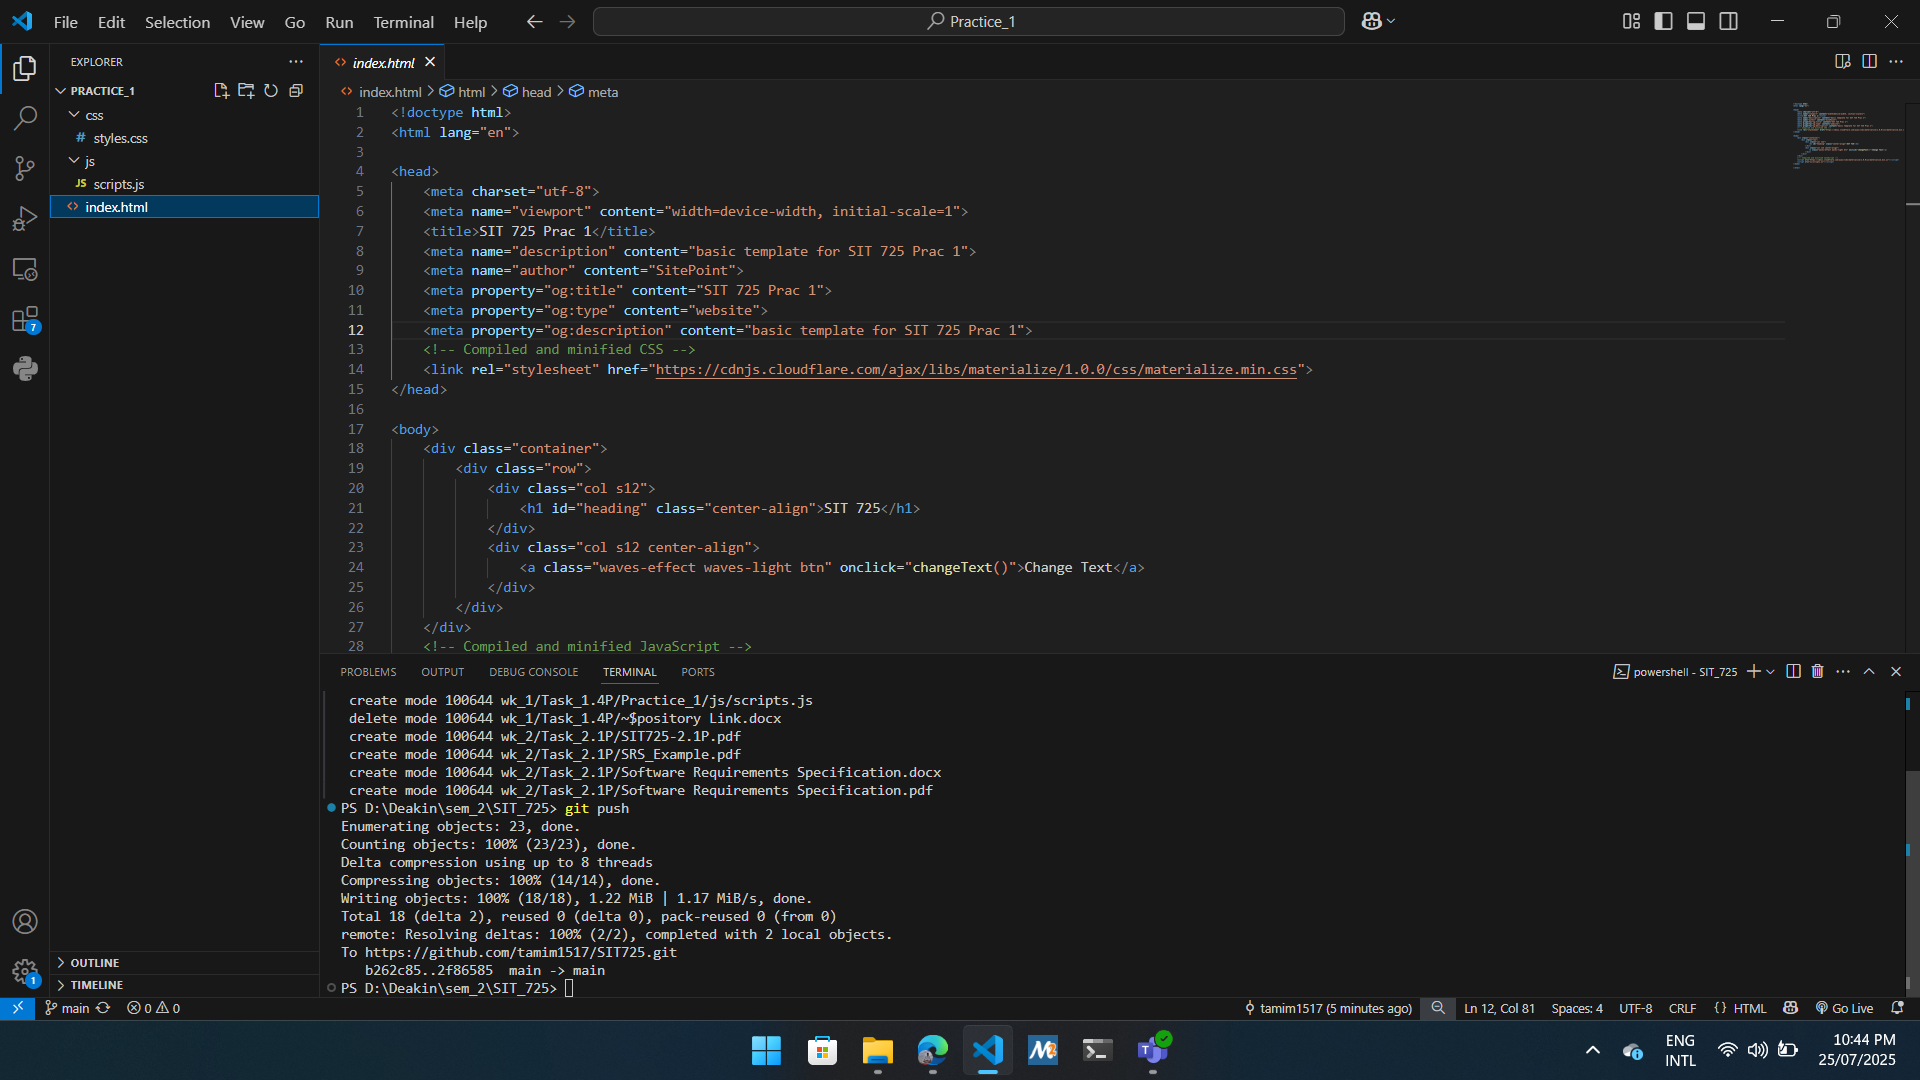 File Edit Selection View Go Run Terminal Help
Practice_1
EXPLORER
PRACTICE_1
css
# styles.css
js
JS scripts.js
<> index.html
7
OUTLINE
TIMELINE
1
<> index.html
<> index.html > html > head > meta
1 <!doctype html>
2 <html lang="en">
3
4 <head>
5 <meta charset="utf-8">
6 <meta name="viewport" content="width=device-width, initial-scale=1">
7 <title>SIT 725 Prac 1</title>
8 <meta name="description" content="basic template for SIT 725 Prac 1">
9 <meta name="author" content="SitePoint">
10 <meta property="og:title" content="SIT 725 Prac 1">
11 <meta property="og:type" content="website">
12 <meta property="og:description" content="basic template for SIT 725 Prac 1">
13 <!-- Compiled and minified CSS -->
14 <link rel="stylesheet" href="https://cdnjs.cloudflare.com/ajax/libs/materialize/1.0.0/css/materialize.min.css">
15 </head>
16
17 <body>
18 <div class="container">
19 <div class="row">
20 <div class="col s12">
21 <h1 id="heading" class="center-align">SIT 725</h1>
22 </div>
23 <div class="col s12 center-align">
24 <a class="waves-effect waves-light btn" onclick="changeText()">Change Text</a>
25 </div>
26 </div>
27 </div>
28 <!-- Compiled and minified JavaScript -->
PROBLEMS OUTPUT DEBUG CONSOLE TERMINAL PORTS
powershell - SIT_725
create mode 100644 wk_1/Task_1.4P/Practice_1/js/scripts.js
delete mode 100644 wk_1/Task_1.4P/~$pository Link.docx
create mode 100644 wk_2/Task_2.1P/SIT725-2.1P.pdf
create mode 100644 wk_2/Task_2.1P/SRS_Example.pdf
create mode 100644 wk_2/Task_2.1P/Software Requirements Specification.docx
create mode 100644 wk_2/Task_2.1P/Software Requirements Specification.pdf
PS D:\Deakin\sem_2\SIT_725> git push
Enumerating objects: 23, done.
Counting objects: 100% (23/23), done.
Delta compression using up to 8 threads
Compressing objects: 100% (14/14), done.
Writing objects: 100% (18/18), 1.22 MiB | 1.17 MiB/s, done.
Total 18 (delta 2), reused 0 (delta 0), pack-reused 0 (from 0)
remote: Resolving deltas: 100% (2/2), completed with 2 local objects.
To https://github.com/tamim1517/SIT725.git
b262c85..2f86585 main -> main
PS D:\Deakin\sem_2\SIT_725>
main 0 0 tamim1517 (5 minutes ago) Ln 12, Col 81 Spaces: 4 UTF-8 CRLF {} HTML Go Live
ENG
INTL
10:44 PM
25/07/2025